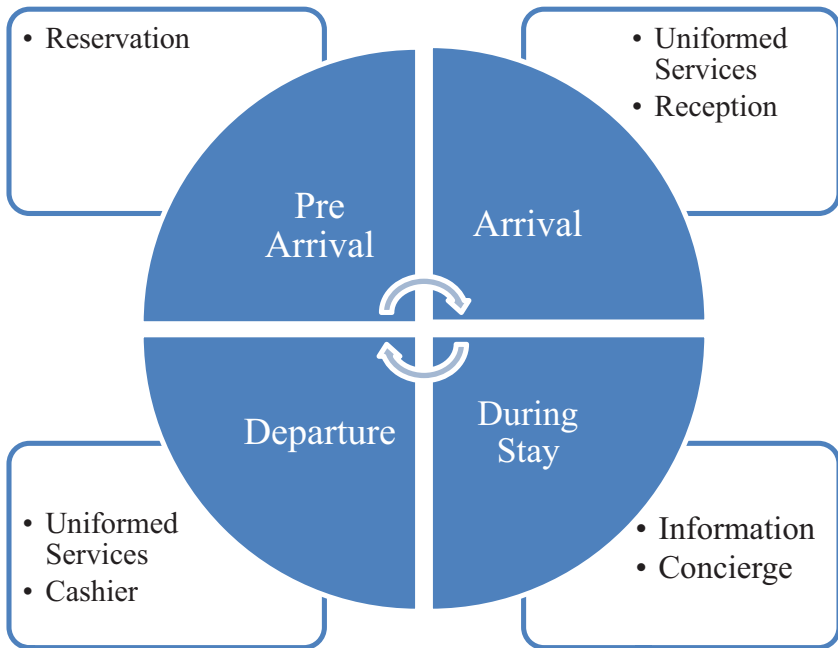 • Reservation
• Uniformed
Services
• Reception
Pre
Arrival
Arrival
Departure
During
Stay
• Uniformed
Services
• Cashier
• Information
• Concierge